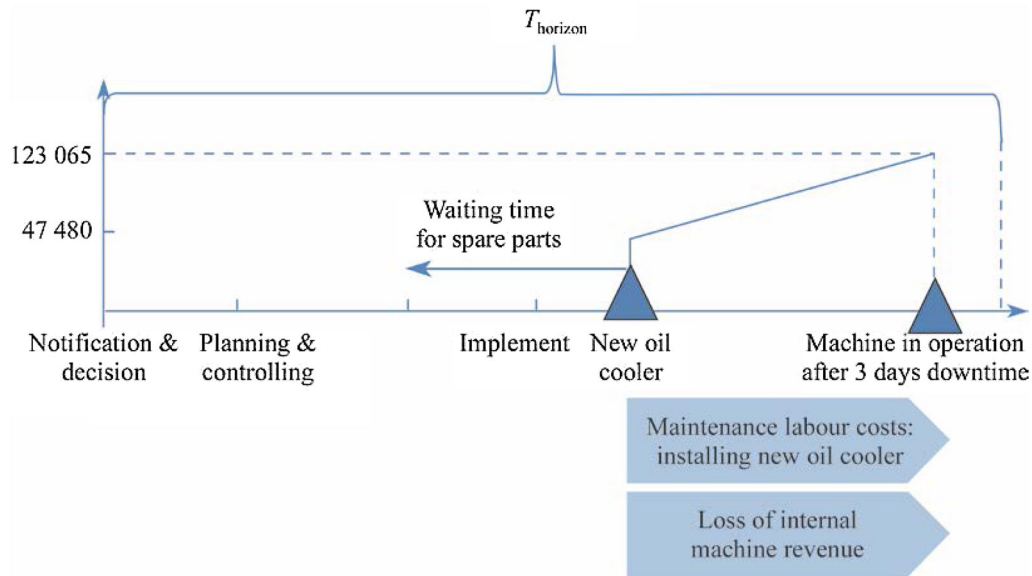 T_horizon
123 065
Waiting time
for spare parts
47 480
Notification &
decision
Planning &
controlling
Implement
New oil
cooler
Machine in operation
after 3 days downtime
Maintenance labour costs:
installing new oil cooler
Loss of internal
machine revenue